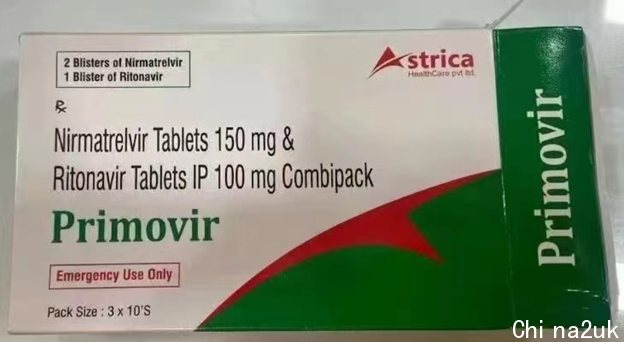 2 Blisters of Nirmatrelvir
1 Blister of Ritonavir
Astrica
HealthCare pvt ltd.
Rx
Nirmatrelvir Tablets 150 mg &
Ritonavir Tablets IP 100 mg Combipack
Primovir
Emergency Use Only
Pack Size : 3 x 10'S
Primovir
Chi na2uk